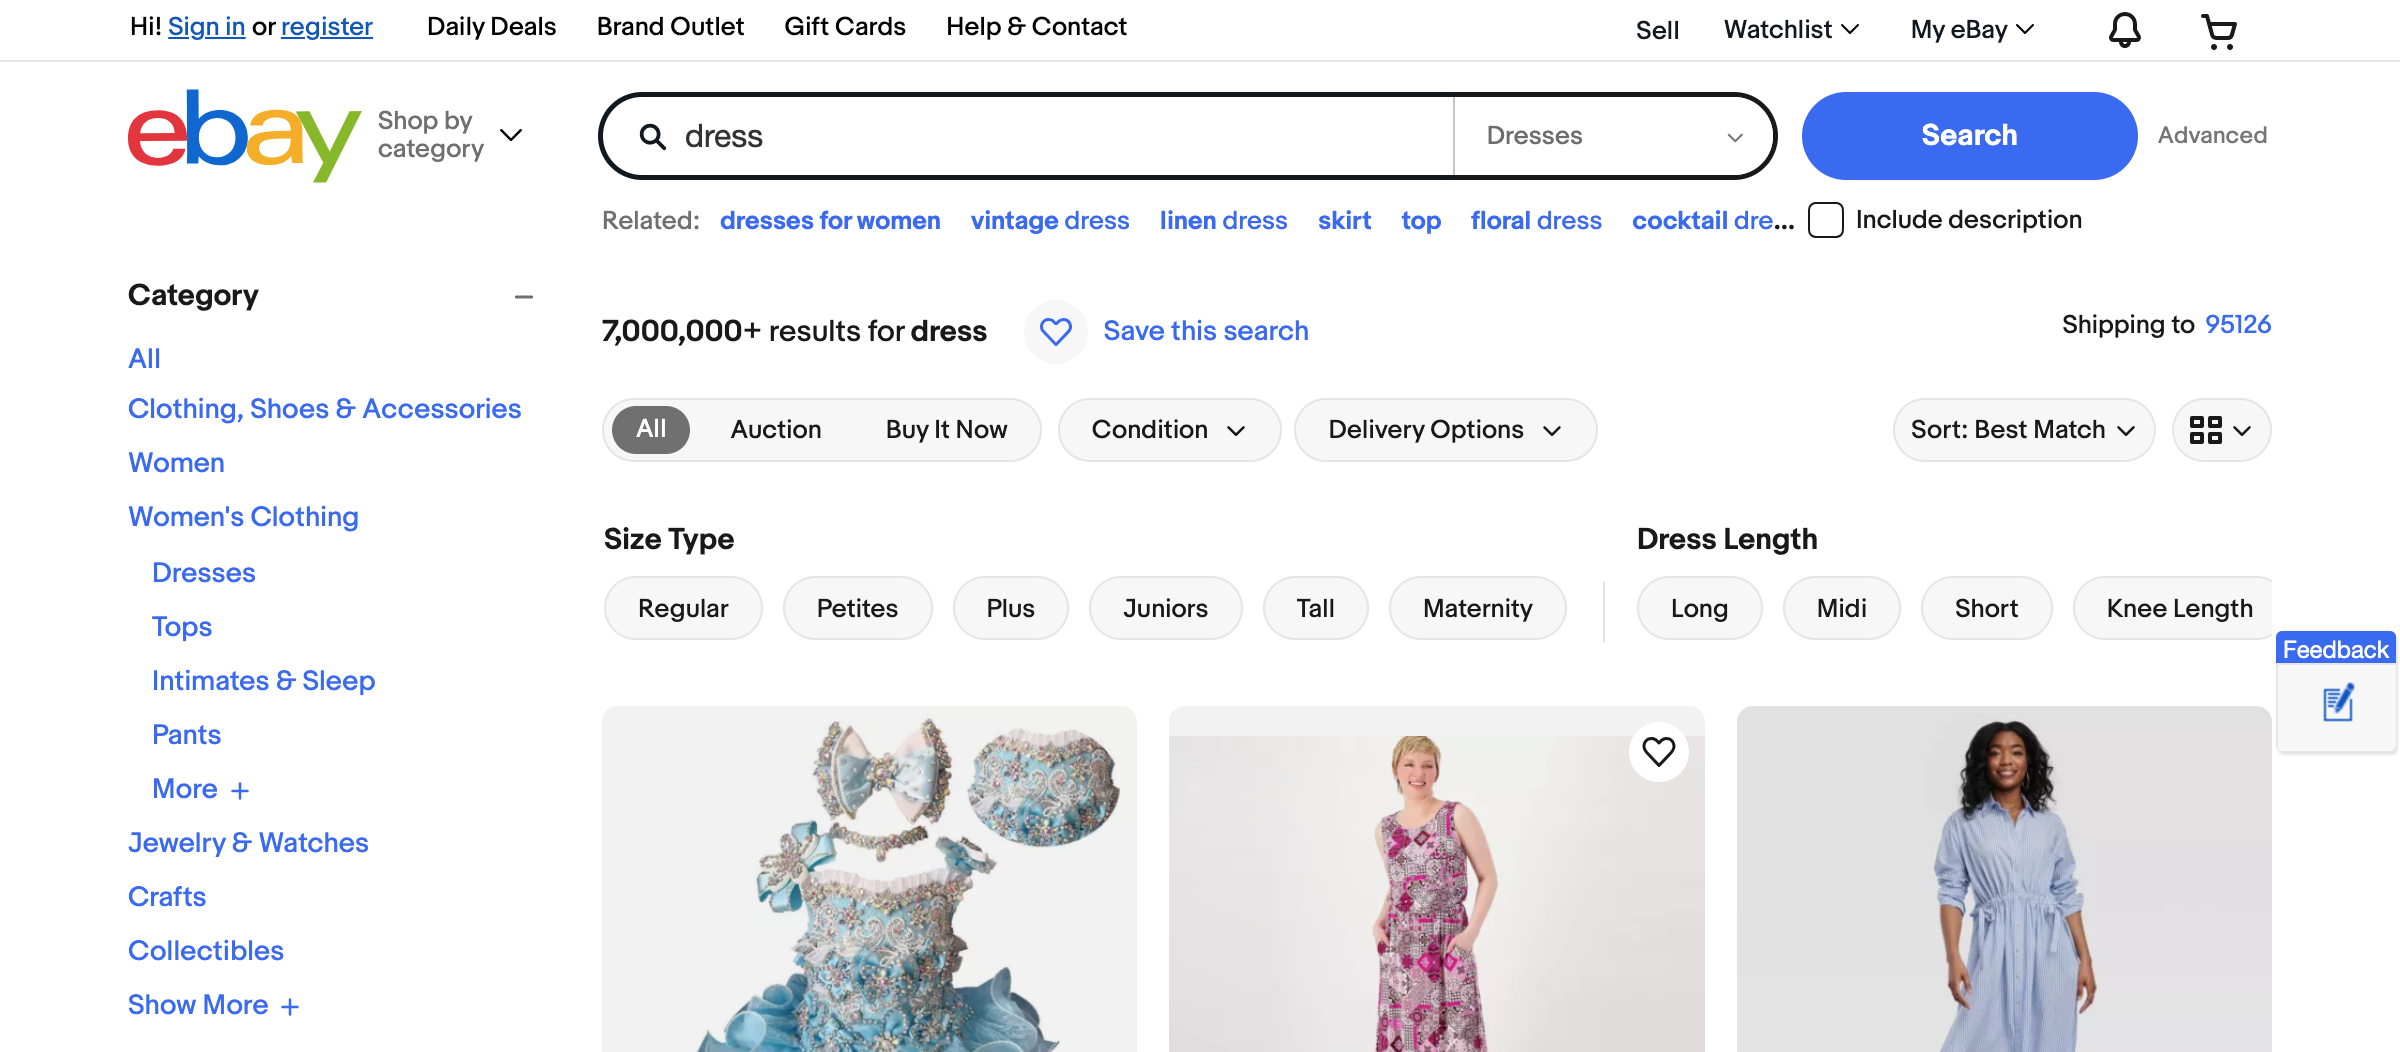 Hi! Sign in or register Daily Deals Brand Outlet Gift Cards Help & Contact Sell Watchlist My eBay
ebay Shop by category dress Dresses Search Advanced
Related: dresses for women vintage dress linen dress skirt top floral dress cocktail dre... Include description
Category
All
Clothing, Shoes & Accessories
Women
Women's Clothing
Dresses
Tops
Intimates & Sleep
Pants
More +
Jewelry & Watches
Crafts
Collectibles
Show More +
7,000,000+ results for dress Save this search Shipping to 95126
All Auction Buy It Now Condition Delivery Options Sort: Best Match
Size Type
Regular Petites Plus Juniors Tall Maternity
Dress Length
Long Midi Short Knee Length
Feedback